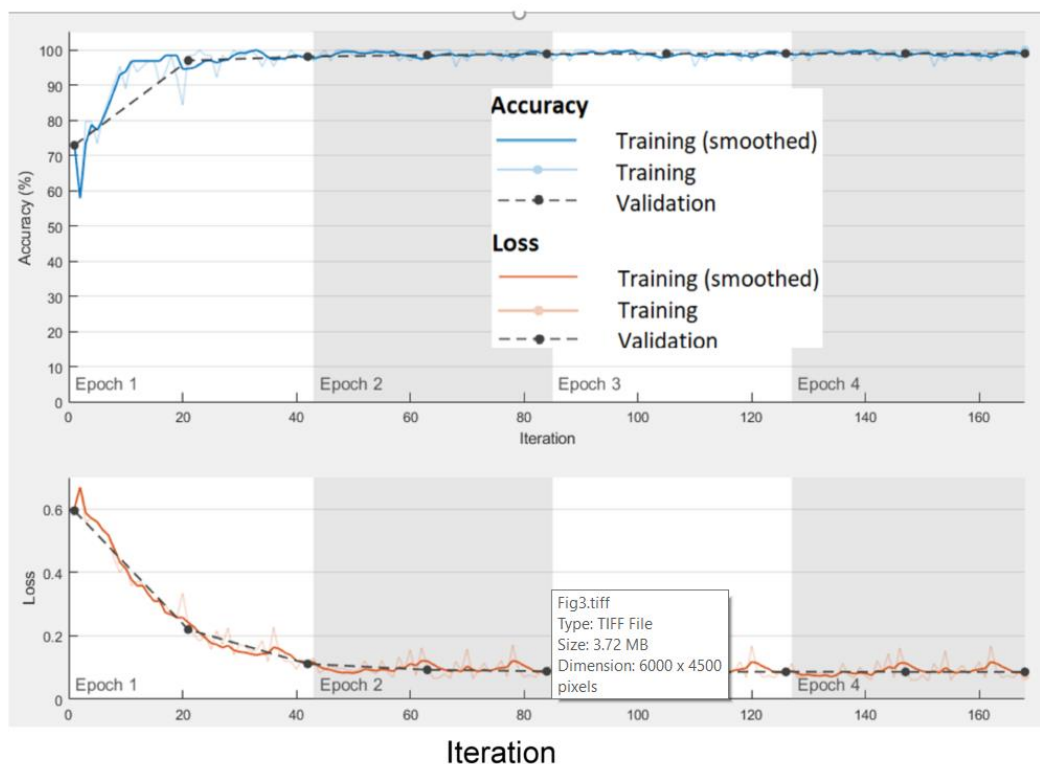 100
90
80
70
60
50
40
30
20
10
0
Accuracy (%)
Accuracy
Training (smoothed)
Training
Validation
Loss
Training (smoothed)
Training
Validation
Epoch 1
Epoch 2
Epoch 3
Epoch 4
0 20 40 60 80 100 120 140 160
Iteration
0.6
0.4
0.2
0
Loss
Fig3.tiff
Type: TIFF File
Size: 3.72 MB
Dimension: 6000 x 4500
pixels
Epoch 1
Epoch 2
Epoch 4
0 20 40 60 80 100 120 140 160
Iteration